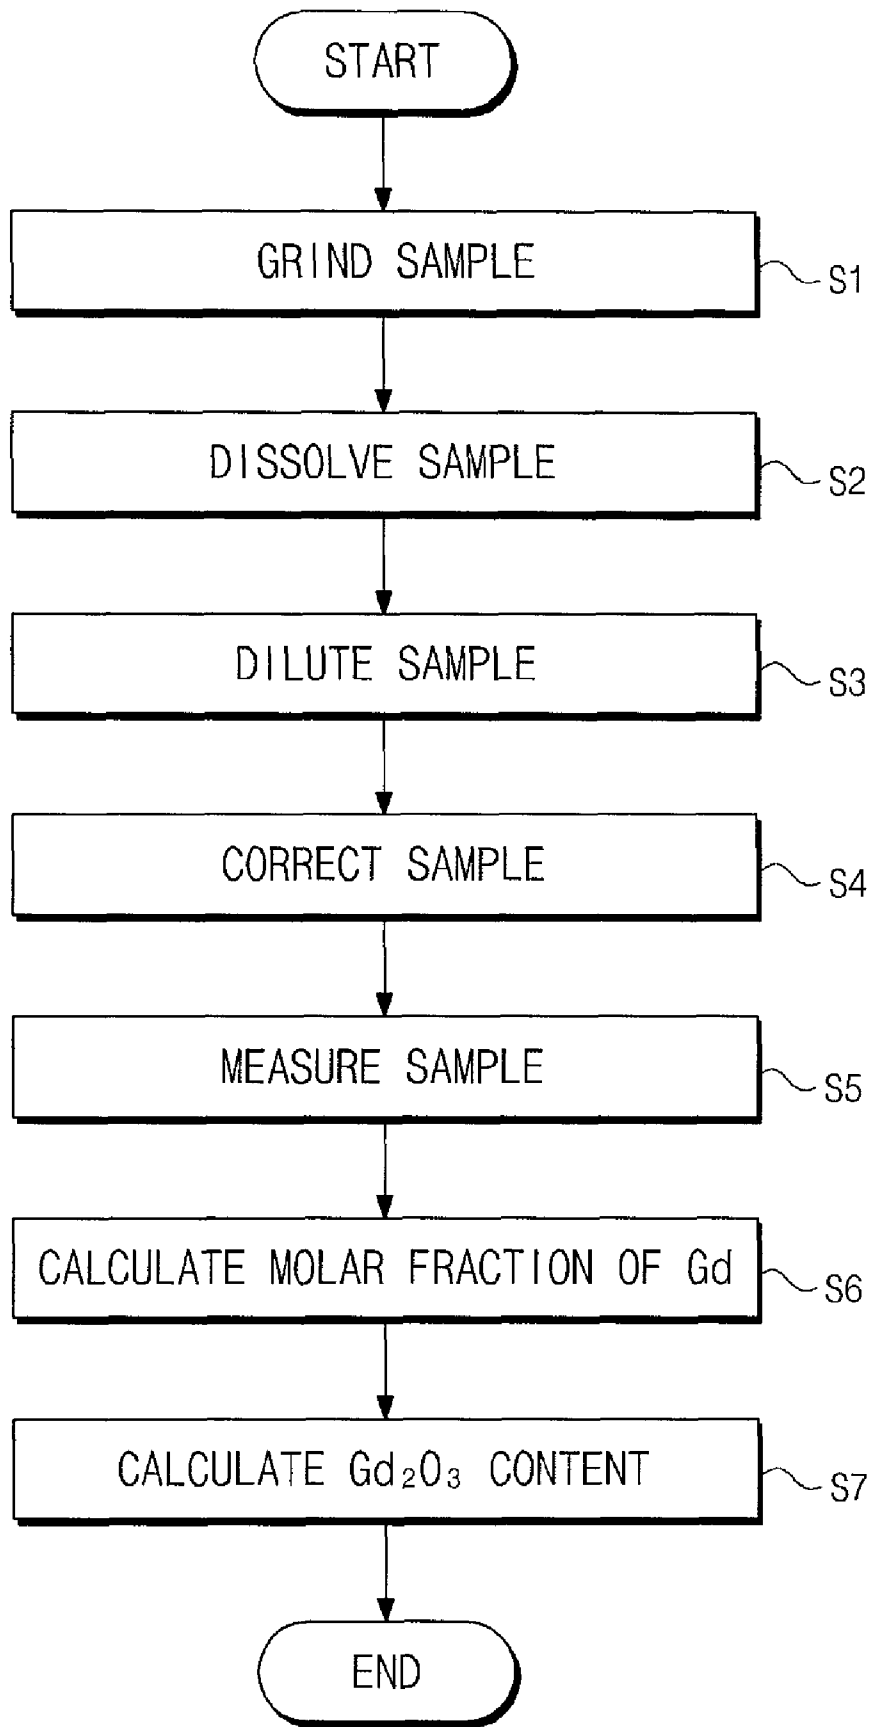 START
GRIND SAMPLE
S1
DISSOLVE SAMPLE
S2
DILUTE SAMPLE
S3
CORRECT SAMPLE
S4
MEASURE SAMPLE
S5
CALCULATE MOLAR FRACTION OF Gd
S6
CALCULATE Gd₂O₃ CONTENT
S7
END